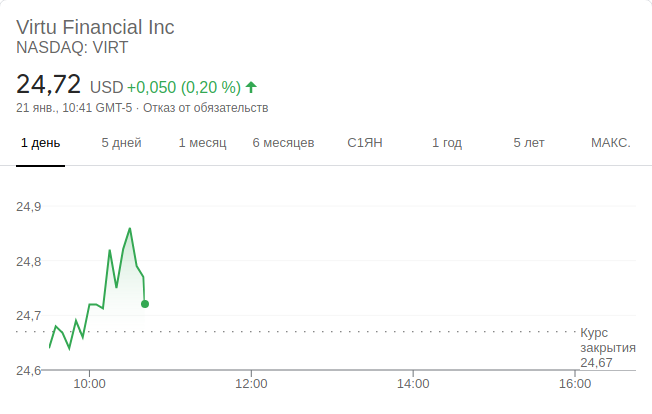 Virtu Financial Inc
NASDAQ: VIRT
24,72 USD +0,050 (0,20 %)
21 янв., 10:41 GMT-5 · Отказ от обязательств
1 день 5 дней 1 месяц 6 месяцев С1ЯН 1 год 5 лет МАКС.
24,9
24,8
24,7
24,6
Курс
закрытия
24,67
10:00 12:00 14:00 16:00